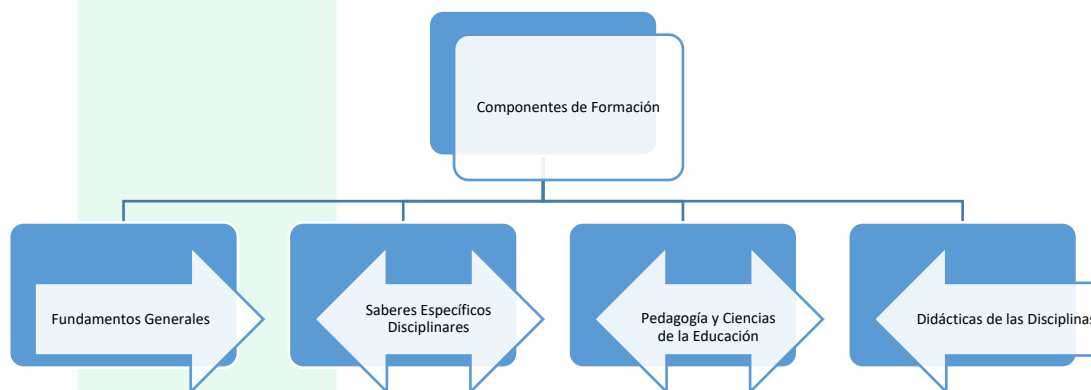 Componentes de Formación
Fundamentos Generales
Saberes Específicos
Disciplinares
Pedagogía y Ciencias
de la Educación
Didácticas de las Disciplinas